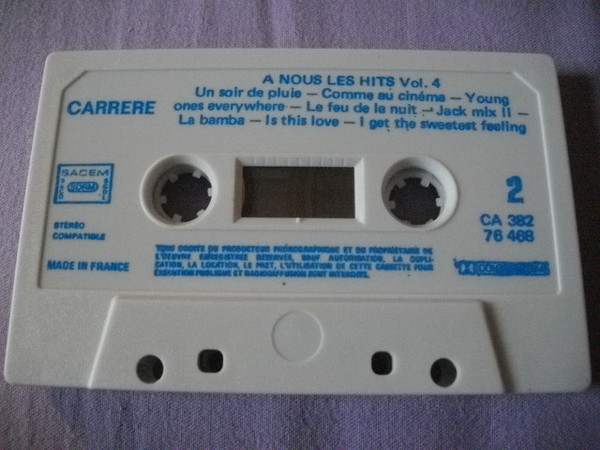 A NOUS LES HITS Vol. 4
CARRERE
Un soir de pluie — Comme au cinéma — Young
ones everywhere — Le feu de la nuit — Jack mix II —
La bamba — Is this love — I get the sweetest feeling
SACEM
SDRM
2
STÉRÉO
COMPATIBLE
CA 382
76 468
MADE IN FRANCE
TOUS DROITS DU PRODUCTEUR PHONOGRAPHIQUE ET DU PROPRIETAIRE DE
L'OEUVRE ENREGISTREE RESERVES, SAUF AUTORISATION, LA DUPLI-
CATION, LA LOCATION, LE PRET, L'UTILISATION DE CETTE CASSETTE POUR
EXECUTION PUBLIQUE ET RADIODIFFUSION SONT INTERDITS.